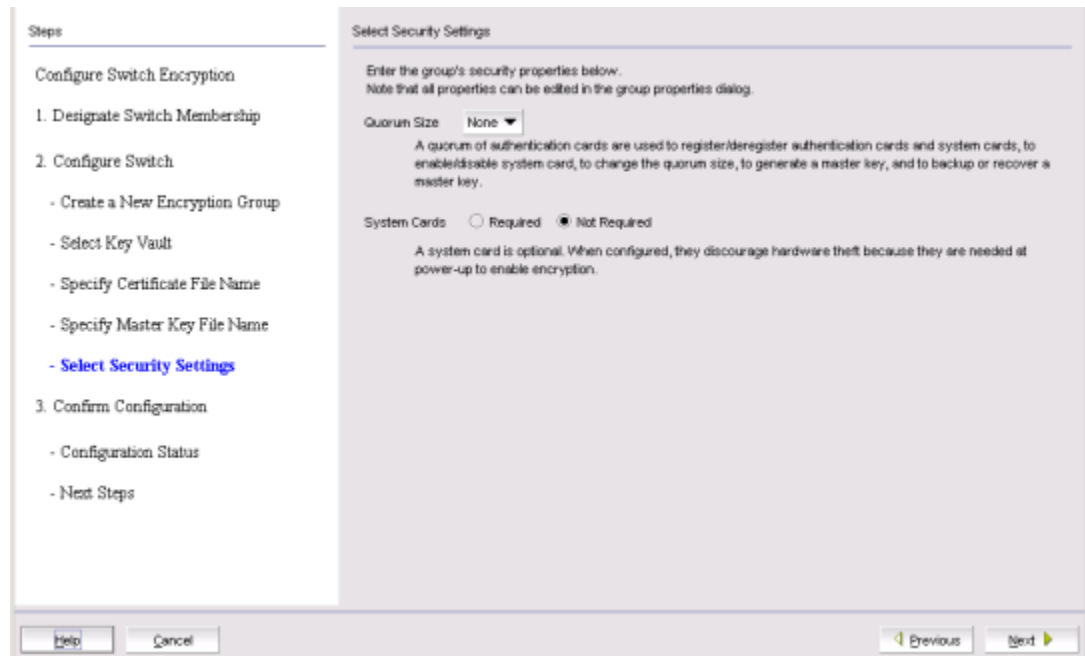 Steps
Configure Switch Encryption
1. Designate Switch Membership
2. Configure Switch
- Create a New Encryption Group
- Select Key Vault
- Specify Certificate File Name
- Specify Master Key File Name
- Select Security Settings
3. Confirm Configuration
- Configuration Status
- Next Steps
Select Security Settings
Enter the group's security properties below.
Note that all properties can be edited in the group properties dialog.
Quorum Size None
A quorum of authentication cards are used to register/deregister authentication cards and system cards, to
enable/disable system card, to change the quorum size, to generate a master key, and to backup or recover a
master key.
System Cards Required Not Required
A system card is optional. When configured, they discourage hardware theft because they are needed at
power-up to enable encryption.
Help Cancel Previous Next